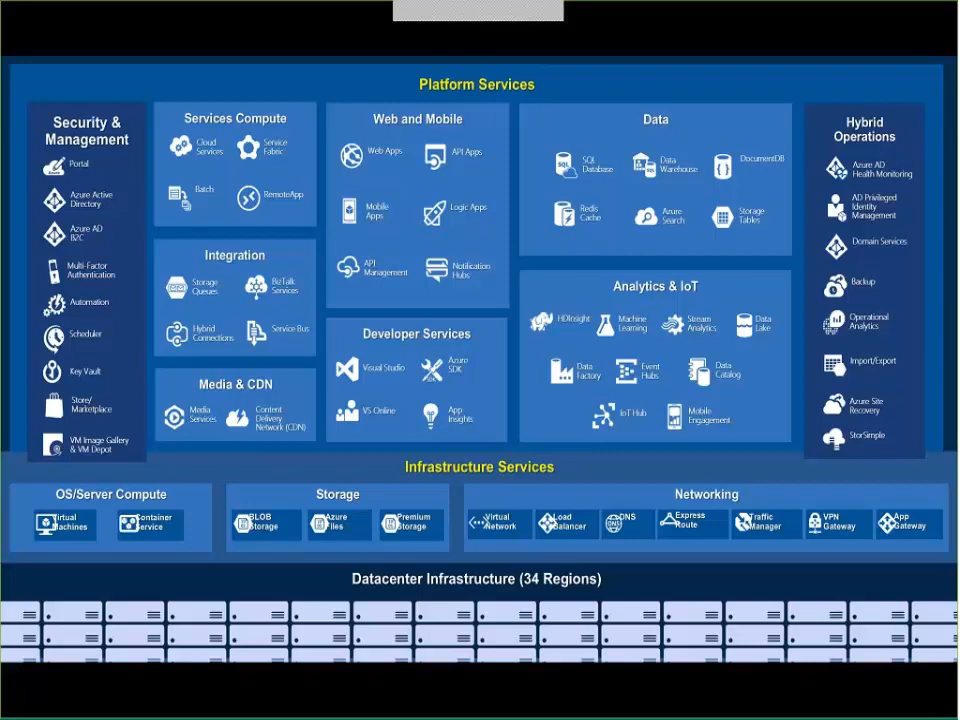 Platform Services
Security &
Management
Portal
Azure Active
Directory
Azure AD
B2C
Multi-Factor
Authentication
Automation
Scheduler
Key Vault
Store/
Marketplace
VM Image Gallery
& VM Depot
Services Compute
Cloud
Services
Service
Fabric
Batch
RemoteApp
Integration
Storage
Queues
BizTalk
Services
Hybrid
Connections
Service Bus
Media & CDN
Media
Services
Content
Delivery
Network (CDN)
Web and Mobile
Web Apps
API Apps
Mobile
Apps
Logic Apps
API
Management
Notification
Hubs
Developer Services
Visual Studio
Azure
SDK
VS Online
App
Insights
Data
SQL
Database
Data
Warehouse
DocumentDB
Redis
Cache
Azure
Search
Storage
Tables
Analytics & IoT
HDInsight
Machine
Learning
Stream
Analytics
Data
Lake
Data
Factory
Event
Hubs
Data
Catalog
IoT Hub
Mobile
Engagement
Hybrid
Operations
Azure AD
Health Monitoring
AD Privileged
Identity
Management
Domain Services
Backup
Operational
Analytics
Import/Export
Azure Site
Recovery
StorSimple
Infrastructure Services
OS/Server Compute
Virtual
Machines
Container
Service
Storage
BLOB
Storage
Azure
Files
Premium
Storage
Networking
Virtual
Network
Load
Balancer
DNS
Express
Route
Traffic
Manager
VPN
Gateway
App
Gateway
Datacenter Infrastructure (34 Regions)